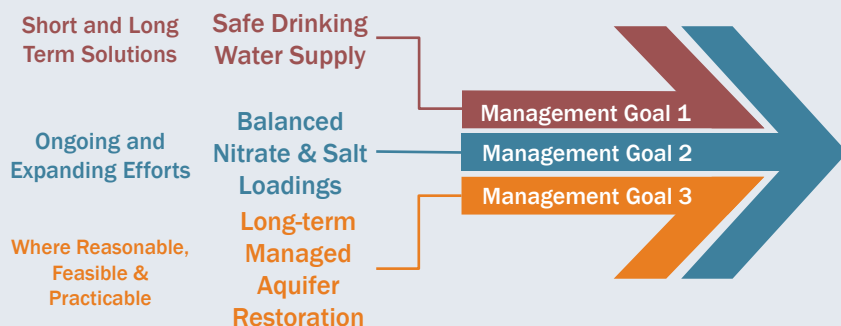 Short and Long
Term Solutions
Safe Drinking
Water Supply
Management Goal 1
Ongoing and
Expanding Efforts
Balanced
Nitrate & Salt
Loadings
Management Goal 2
Where Reasonable,
Feasible &
Practicable
Long-term
Managed
Aquifer
Restoration
Management Goal 3